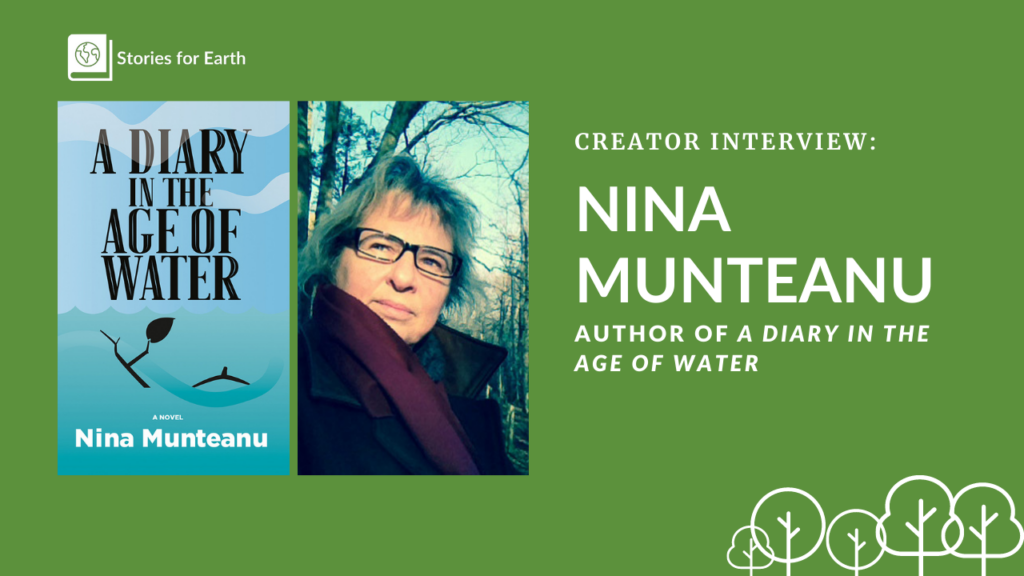 Stories for Earth
A DIARY
IN THE
AGE OF
WATER
A NOVEL
Nina Munteanu
CREATOR INTERVIEW:
NINA
MUNTEANU
AUTHOR OF A DIARY IN THE
AGE OF WATER